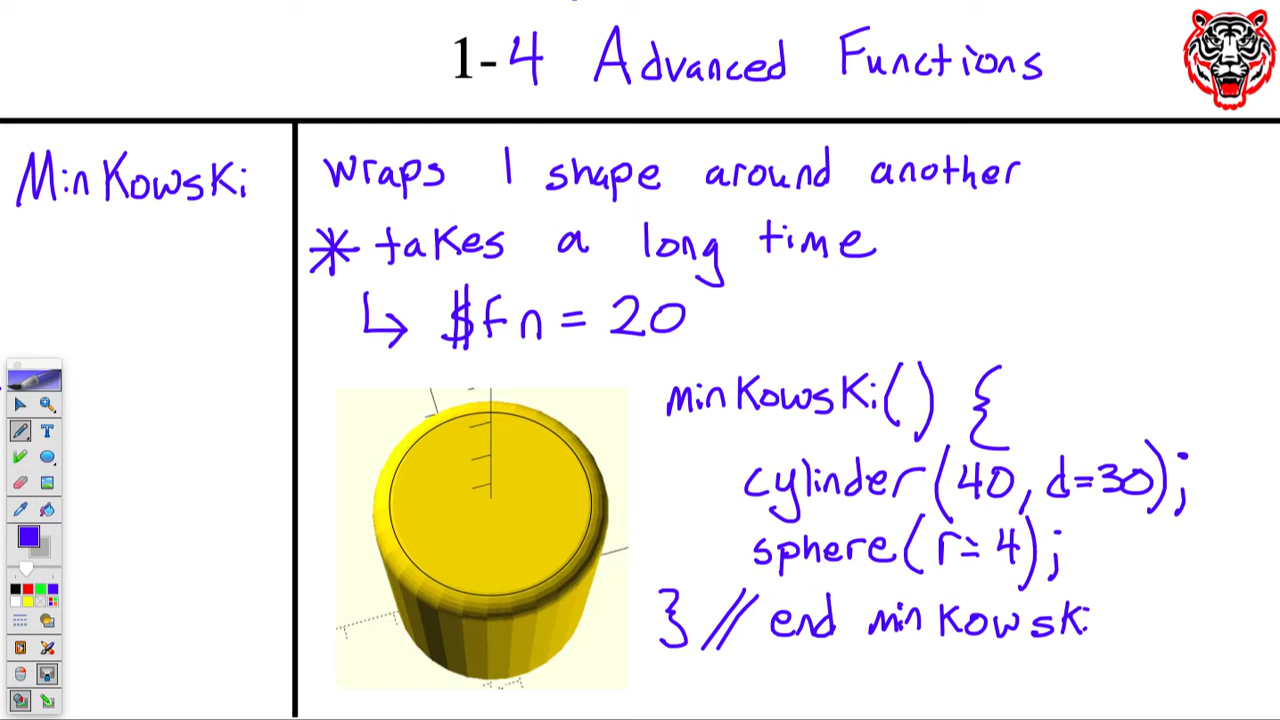 1-4 Advanced Functions
MinKowsKi
wraps 1 shape around another
* takes a long time
↳ $fn = 20
minKowsKi() {
cylinder(40, d=30);
sphere(r=4);
} // end minKowsKi
T